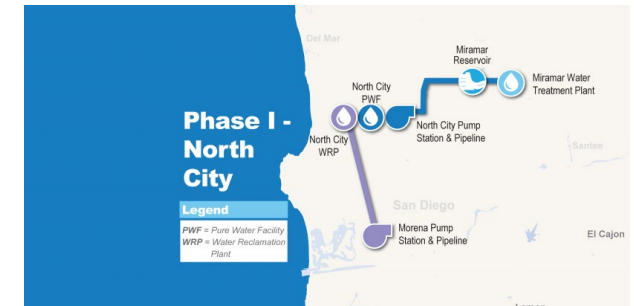 Del Mar
Miramar
Reservoir
Miramar Water
Treatment Plant
North City
PWF
Phase I -
North
City
North City
WRP
North City Pump
Station & Pipeline
Santee
Legend
PWF = Pure Water Facility
WRP = Water Reclamation
Plant
San Diego
Morena Pump
Station & Pipeline
El Cajon